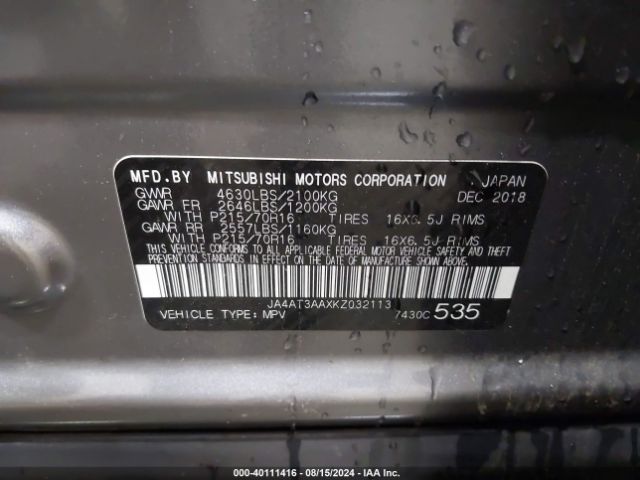 MFD.BY MITSUBISHI MOTORS CORPORATION JAPAN
GVWR 4630LBS/2100KG DEC 2018
GAWR FR 2646LBS/1200KG
WITH P215/70R16 TIRES 16X6.5J RIMS
GAWR RR 2557LBS/1160KG
WITH P215/70R16 TIRES 16X6.5J RIMS
THIS VEHICLE CONFORMS TO ALL APPLICABLE FEDERAL MOTOR VEHICLE SAFETY AND THEFT
PREVENTION STANDARDS IN EFFECT ON THE DATE OF MANUFACTURE SHOWN ABOVE.
JA4AT3AAXKZ032113
VEHICLE TYPE: MPV 7430C 535
000-40111416 - 08/15/2024 - IAA Inc.